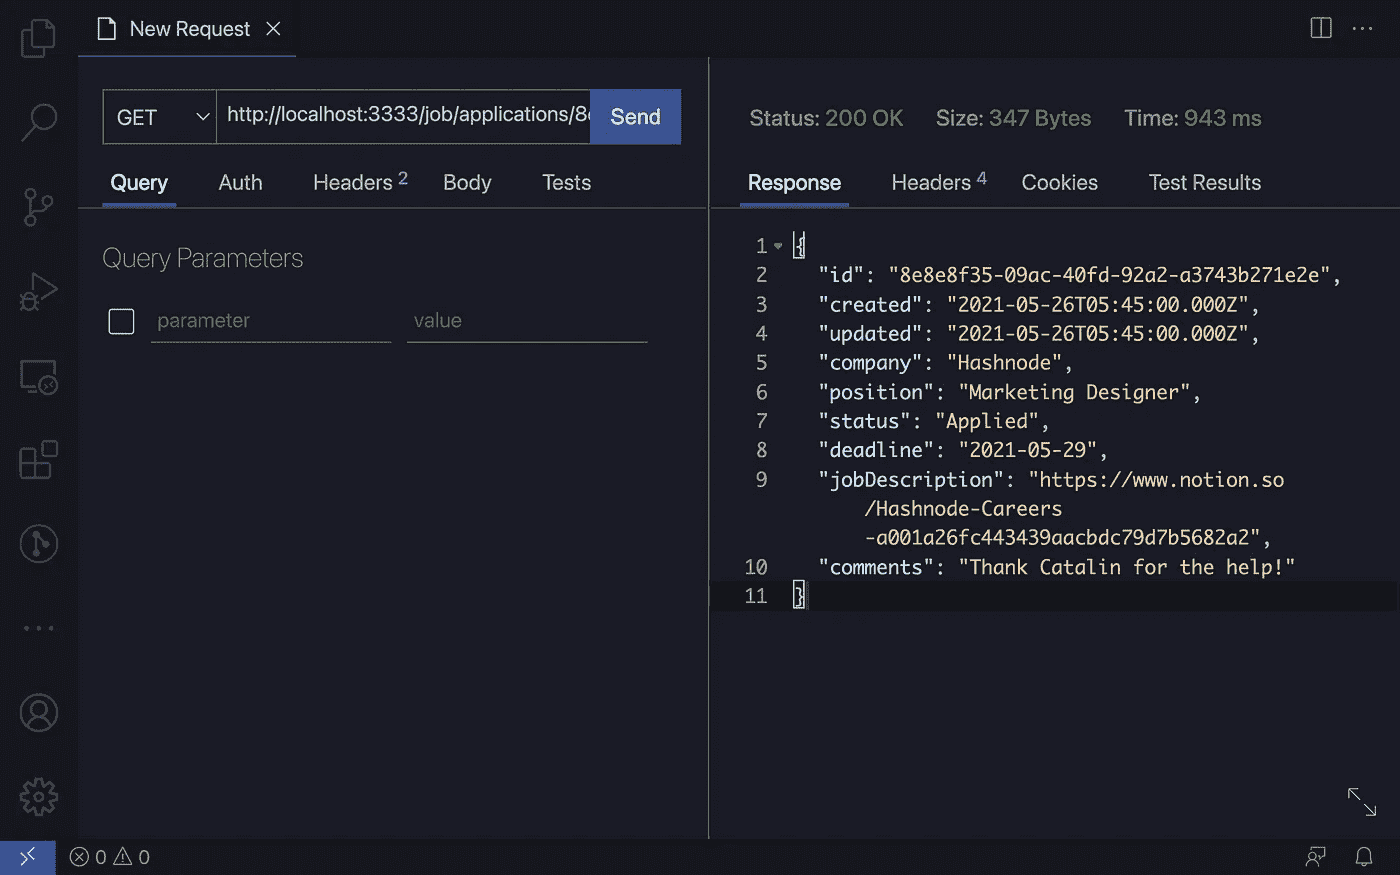 New Request
GET
http://localhost:3333/job/applications/8
Send
Query
Auth
Headers 2
Body
Tests
Query Parameters
parameter
value
Status: 200 OK
Size: 347 Bytes
Time: 943 ms
Response
Headers 4
Cookies
Test Results
1 {
2 "id": "8e8e8f35-09ac-40fd-92a2-a3743b271e2e",
3 "created": "2021-05-26T05:45:00.000Z",
4 "updated": "2021-05-26T05:45:00.000Z",
5 "company": "Hashnode",
6 "position": "Marketing Designer",
7 "status": "Applied",
8 "deadline": "2021-05-29",
9 "jobDescription": "https://www.notion.so
/Hashnode-Careers
-a001a26fc443439aacbdc79d7b5682a2",
10 "comments": "Thank Catalin for the help!"
11 }
0
0